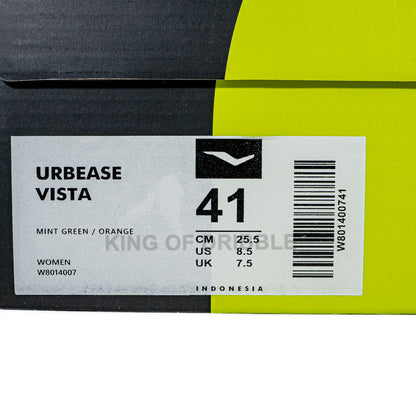 URBEASE
VISTA
MINT GREEN / ORANGE
WOMEN
W8014007
41
CM 25.5
US 8.5
UK 7.5
INDONESIA
W801400741
KING OF DRIBBLE